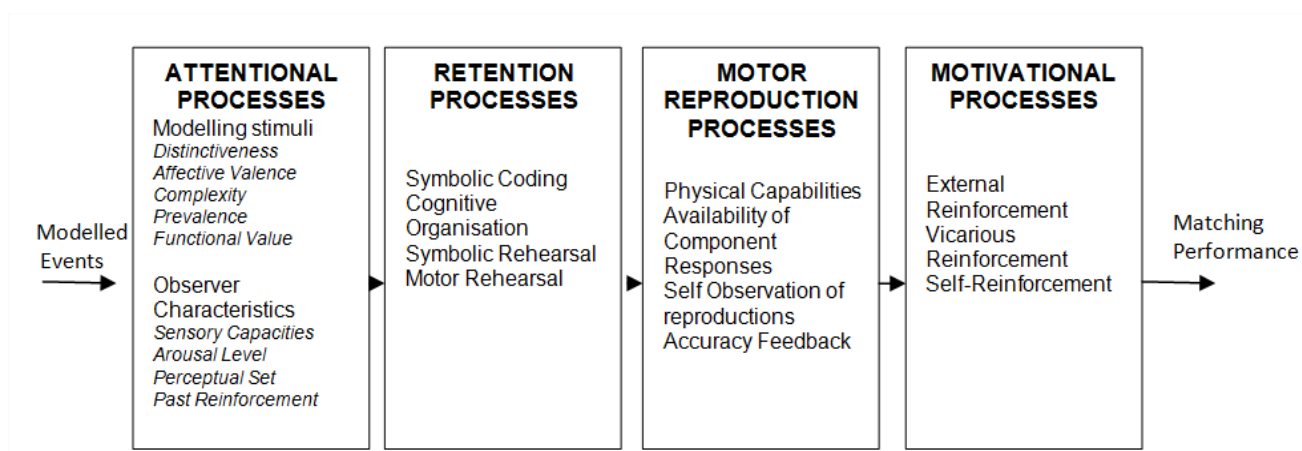 Modelled
Events
ATTENTIONAL
PROCESSES
Modelling stimuli
Distinctiveness
Affective Valence
Complexity
Prevalence
Functional Value
Observer
Characteristics
Sensory Capacities
Arousal Level
Perceptual Set
Past Reinforcement
RETENTION
PROCESSES
Symbolic Coding
Cognitive
Organisation
Symbolic Rehearsal
Motor Rehearsal
MOTOR
REPRODUCTION
PROCESSES
Physical Capabilities
Availability of
Component
Responses
Self Observation of
reproductions
Accuracy Feedback
MOTIVATIONAL
PROCESSES
External
Reinforcement
Vicarious
Reinforcement
Self-Reinforcement
Matching
Performance